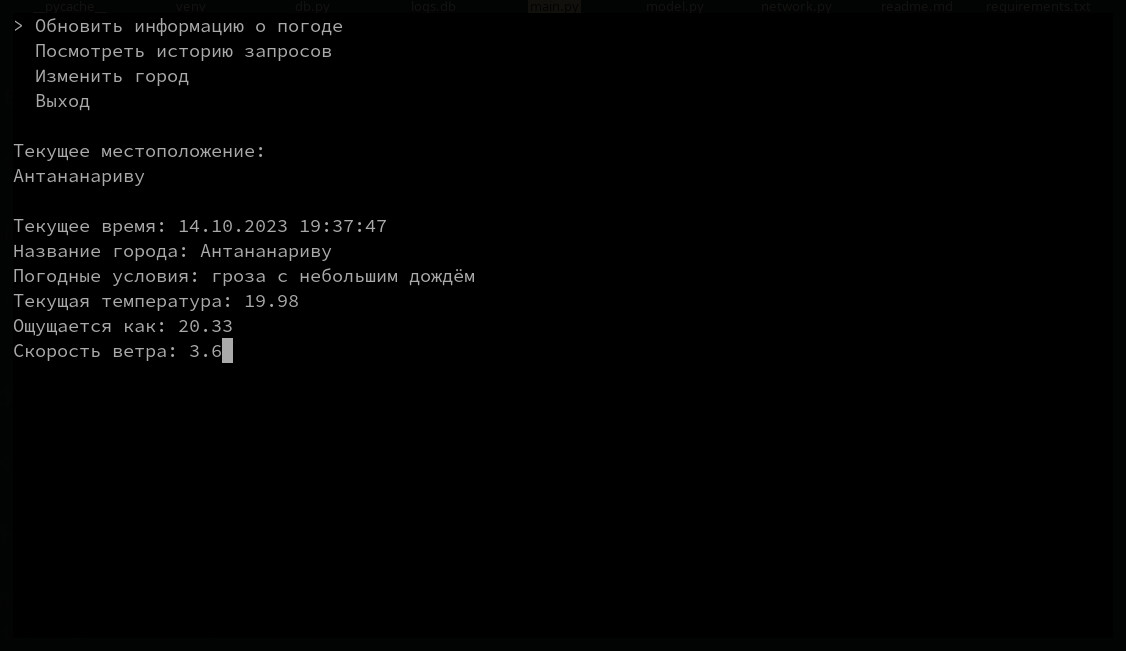 __pycache__ venv db.py logs.db main.py model.py network.py readme.md requirements.txt
> Обновить информацию о погоде
Посмотреть историю запросов
Изменить город
Выход
Текущее местоположение:
Антананариву
Текущее время: 14.10.2023 19:37:47
Название города: Антананариву
Погодные условия: гроза с небольшим дождём
Текущая температура: 19.98
Ощущается как: 20.33
Скорость ветра: 3.6